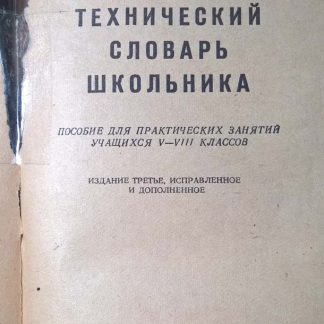 ТЕХНИЧЕСКИЙ
СЛОВАРЬ
ШКОЛЬНИКА
ПОСОБИЕ ДЛЯ ПРАКТИЧЕСКИХ ЗАНЯТИЙ
УЧАЩИХСЯ V—VIII КЛАССОВ
ИЗДАНИЕ ТРЕТЬЕ, ИСПРАВЛЕННОЕ
И ДОПОЛНЕННОЕ